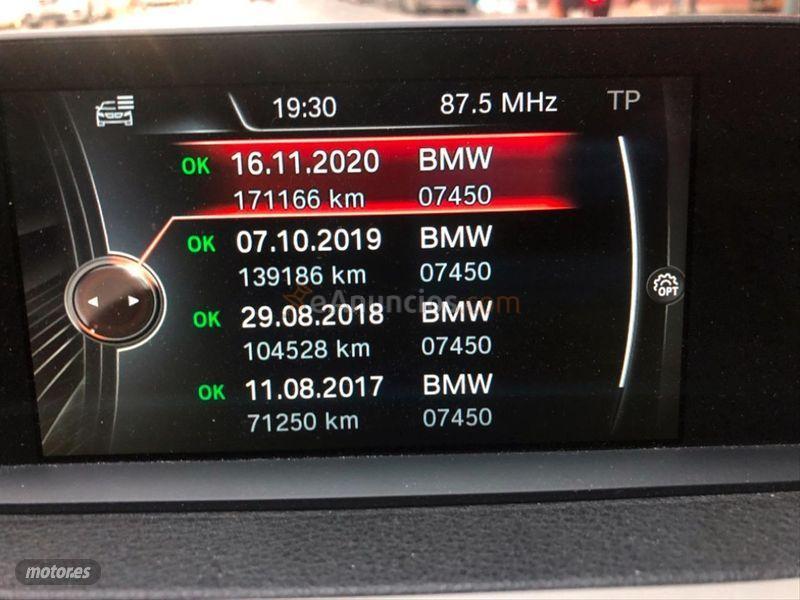 19:30 87.5 MHz TP
OK 16.11.2020 BMW
171166 km 07450
OK 07.10.2019 BMW
139186 km 07450
eAnuncios.com
OK 29.08.2018 BMW
104528 km 07450
OK 11.08.2017 BMW
71250 km 07450
OPT
motor.es